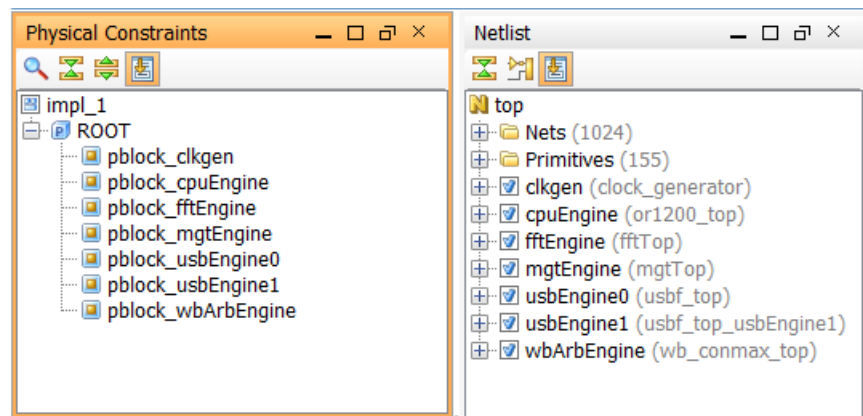 Physical Constraints
impl_1
ROOT
pblock_clkgen
pblock_cpuEngine
pblock_fftEngine
pblock_mgtEngine
pblock_usbEngine0
pblock_usbEngine1
pblock_wbArbEngine
Netlist
top
Nets (1024)
Primitives (155)
clkgen (clock_generator)
cpuEngine (or1200_top)
fftEngine (fftTop)
mgtEngine (mgtTop)
usbEngine0 (usbf_top)
usbEngine1 (usbf_top_usbEngine1)
wbArbEngine (wb_conmax_top)